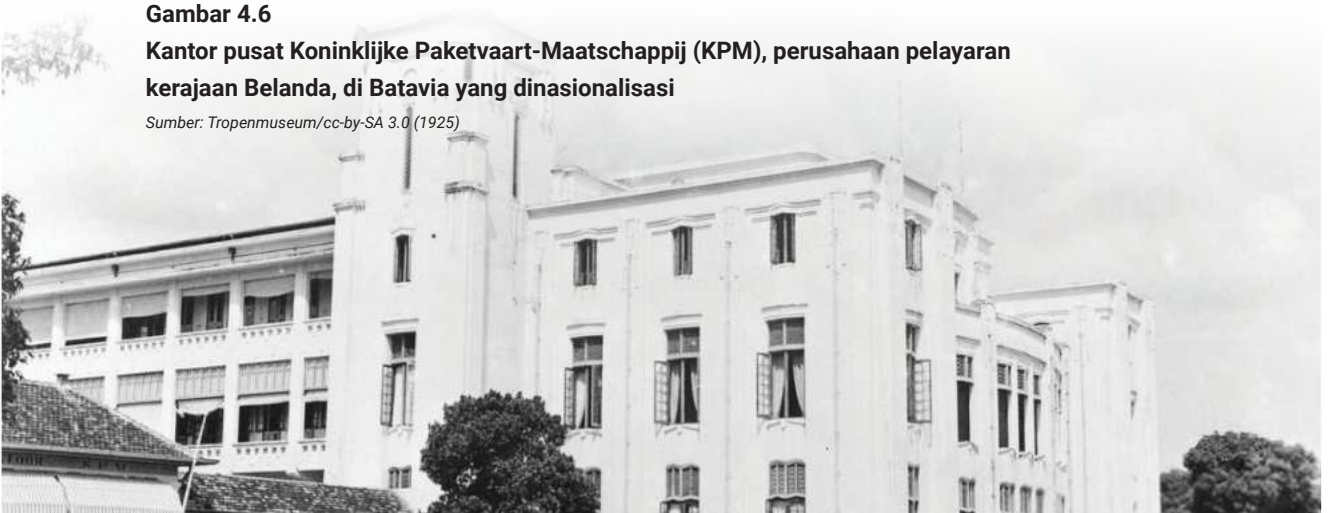 Gambar 4.6
Kantor pusat Koninklijke Paketvaart-Maatschappij (KPM), perusahaan pelayaran
kerajaan Belanda, di Batavia yang dinasionalisasi
Sumber: Tropenmuseum/cc-by-SA 3.0 (1925)